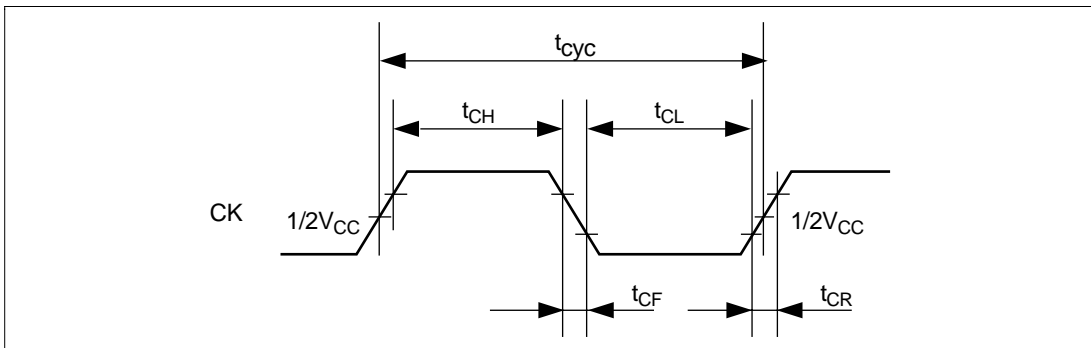 tcyc
tCH
tCL
CK
1/2VCC
1/2VCC
tCF
tCR